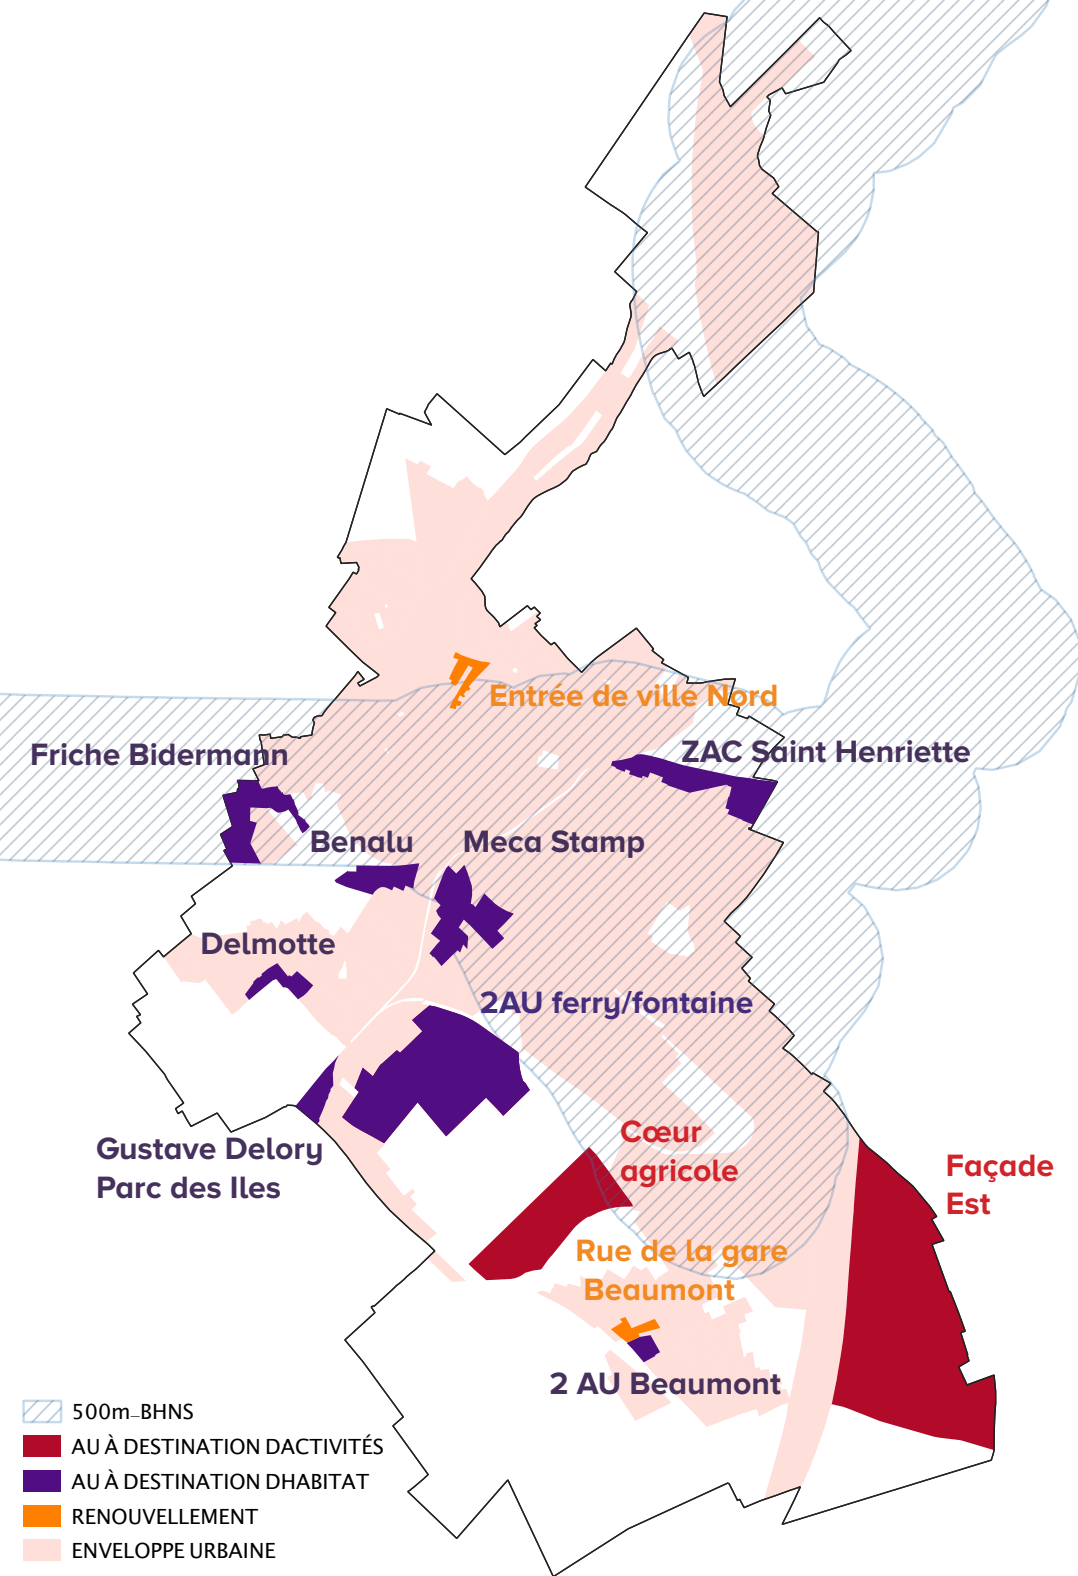 Entrée de ville Nord
Friche Bidermann
ZAC Saint Henriette
Benalu
Meca Stamp
Delmotte
2AU ferry/fontaine
Cœur
agricole
Gustave Delory
Parc des Iles
Façade
Est
Rue de la gare
Beaumont
2 AU Beaumont
500m_BHNS
AU À DESTINATION DACTIVITÉS
AU À DESTINATION DHABITAT
RENOUVELLEMENT
ENVELOPPE URBAINE